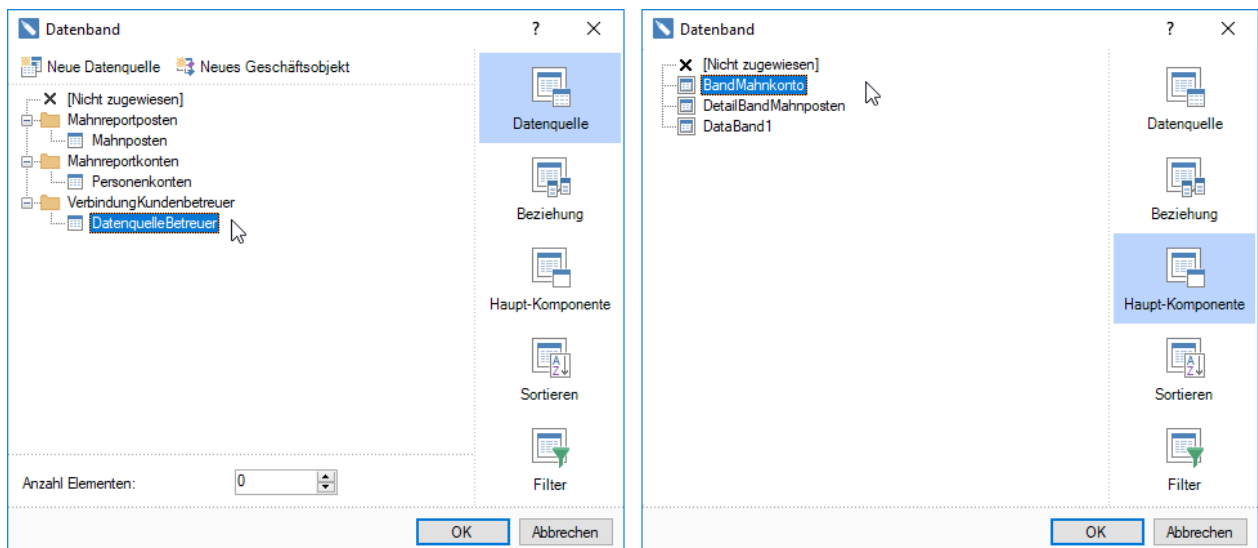 Datenband
?
Neue Datenquelle Neues Geschäftsobjekt
[Nicht zugewiesen]
Mahnreportposten
Mahnposten
Mahnreportkonten
Personenkonten
VerbindungKundenbetreuer
DatenquelleBetreuer
Datenquelle
Beziehung
Haupt-Komponente
Sortieren
Filter
Anzahl Elementen: 0
OK Abbrechen
Datenband
?
[Nicht zugewiesen]
BandMahnkonto
DetailBandMahnposten
DataBand1
Datenquelle
Beziehung
Haupt-Komponente
Sortieren
Filter
OK Abbrechen